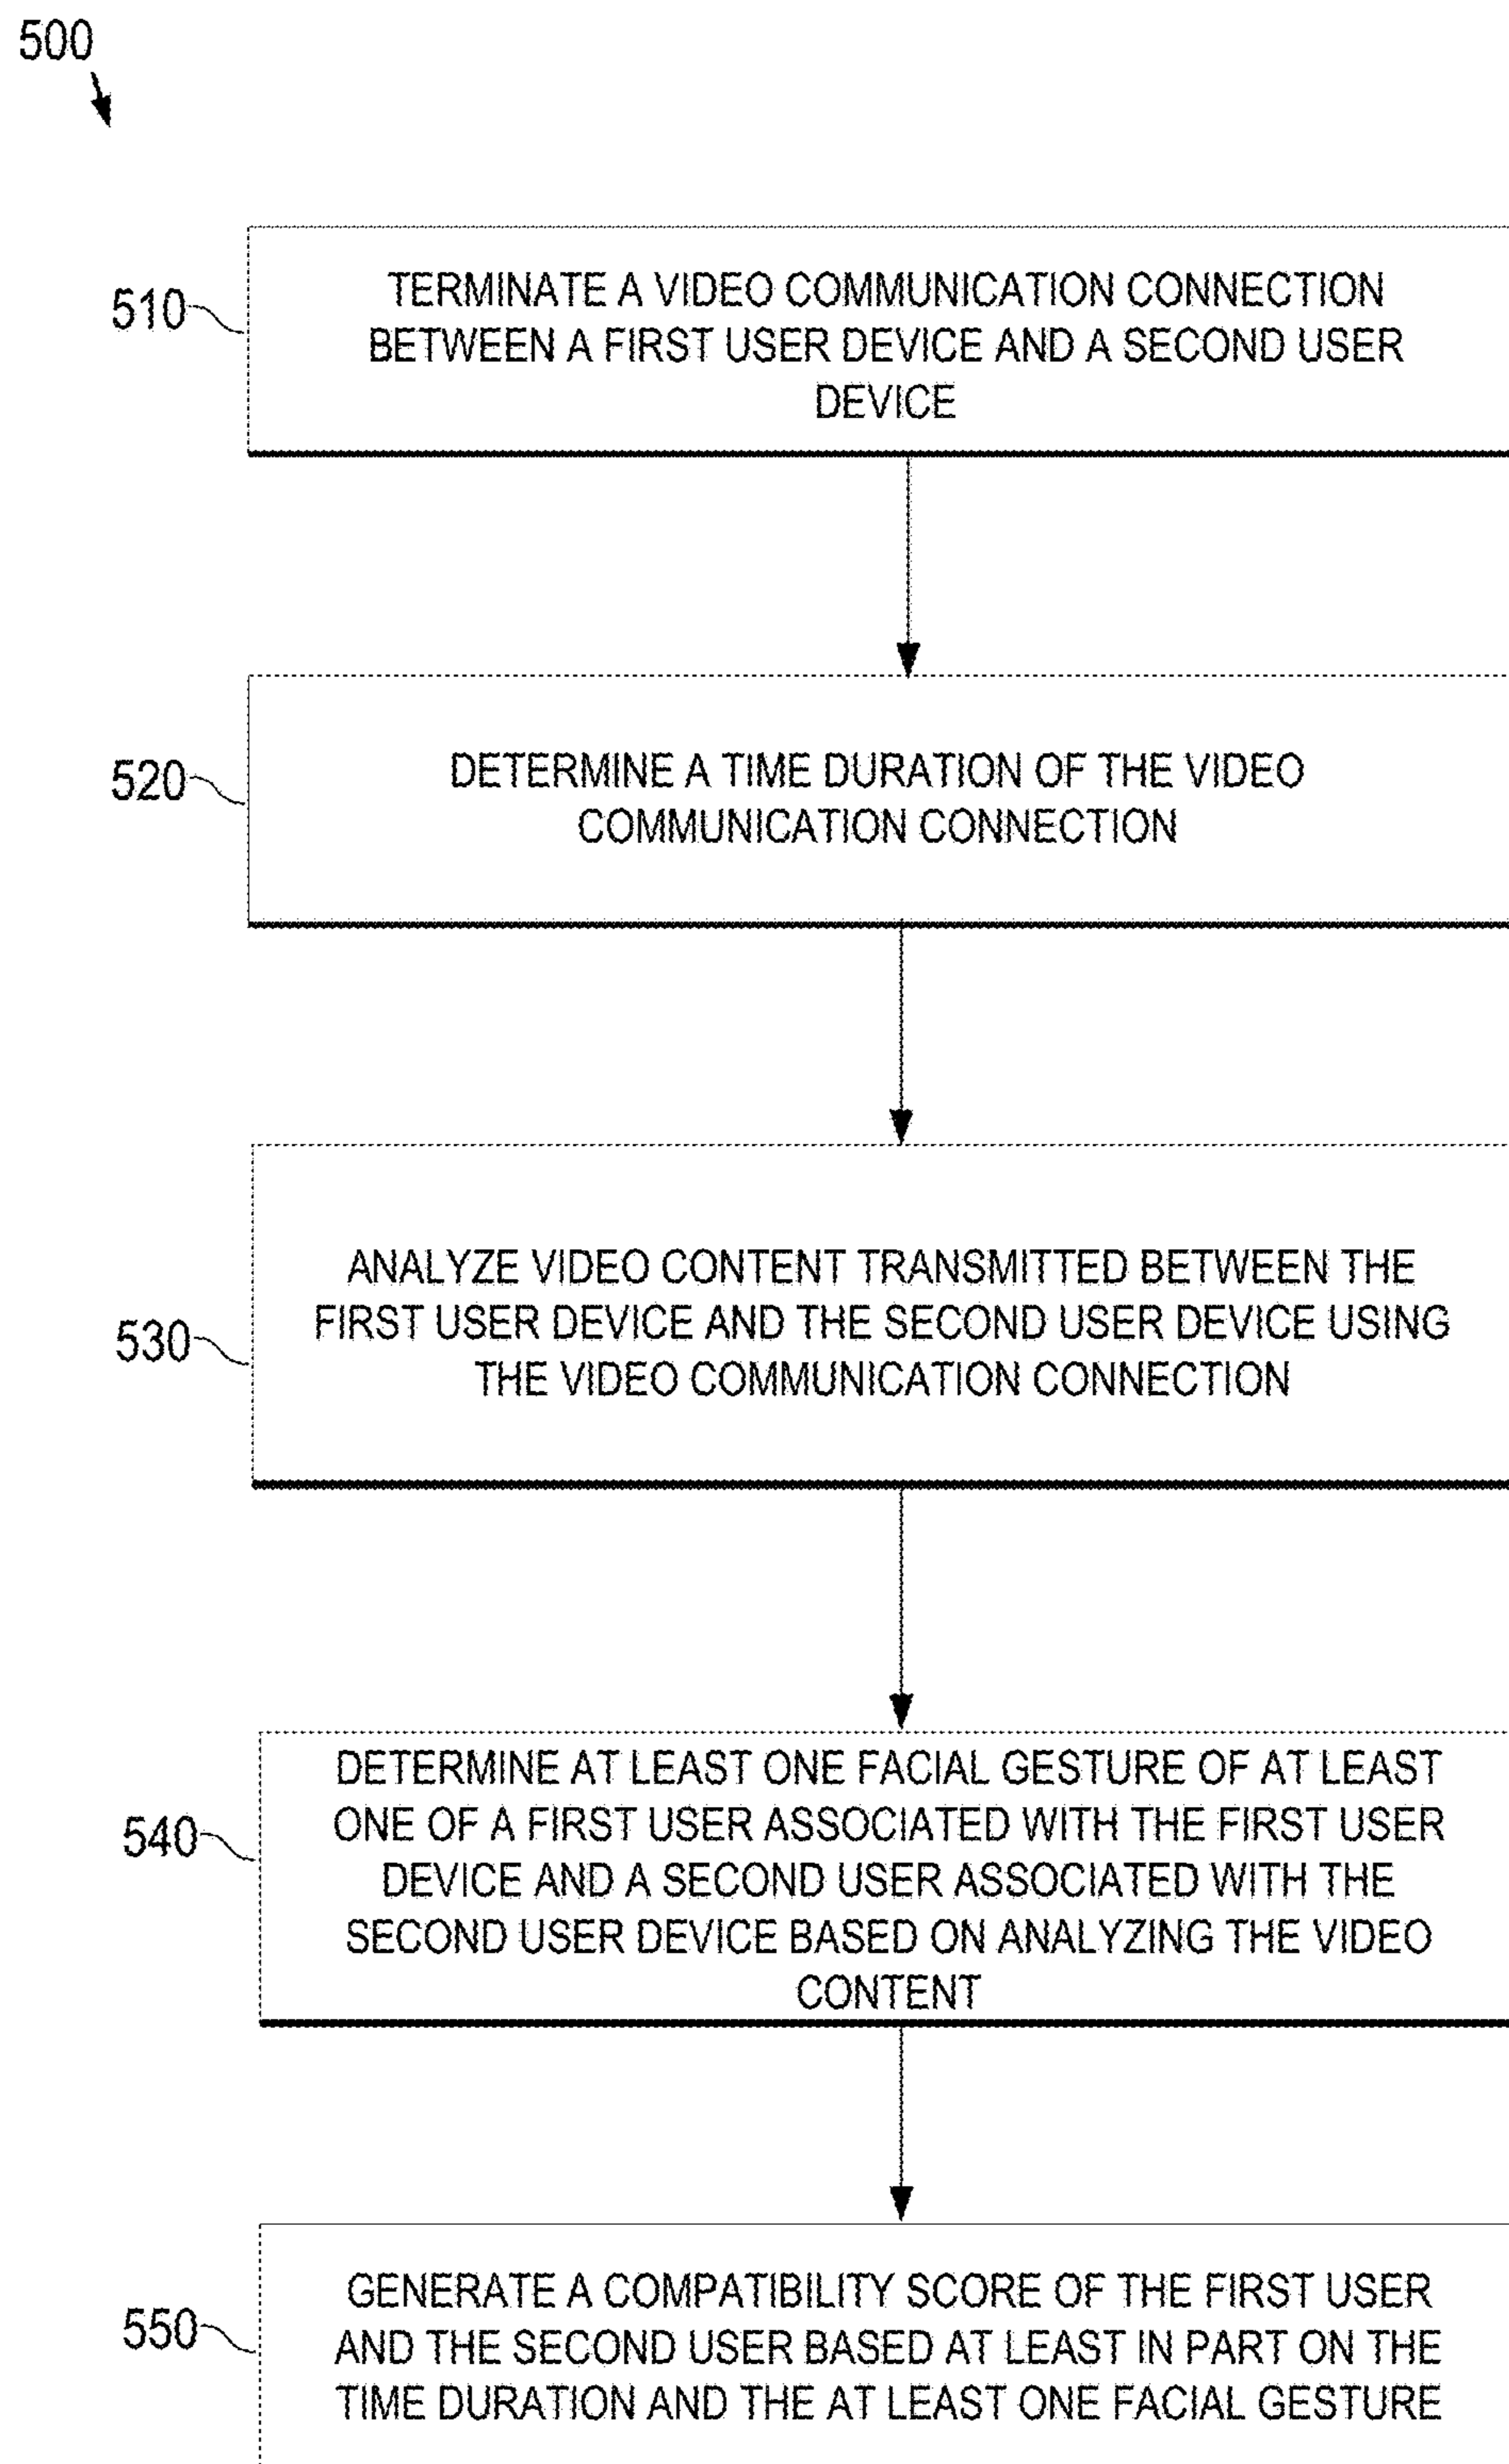 500
510
TERMINATE A VIDEO COMMUNICATION CONNECTION
BETWEEN A FIRST USER DEVICE AND A SECOND USER
DEVICE
520
DETERMINE A TIME DURATION OF THE VIDEO
COMMUNICATION CONNECTION
530
ANALYZE VIDEO CONTENT TRANSMITTED BETWEEN THE
FIRST USER DEVICE AND THE SECOND USER DEVICE USING
THE VIDEO COMMUNICATION CONNECTION
540
DETERMINE AT LEAST ONE FACIAL GESTURE OF AT LEAST
ONE OF A FIRST USER ASSOCIATED WITH THE FIRST USER
DEVICE AND A SECOND USER ASSOCIATED WITH THE
SECOND USER DEVICE BASED ON ANALYZING THE VIDEO
CONTENT
550
GENERATE A COMPATIBILITY SCORE OF THE FIRST USER
AND THE SECOND USER BASED AT LEAST IN PART ON THE
TIME DURATION AND THE AT LEAST ONE FACIAL GESTURE